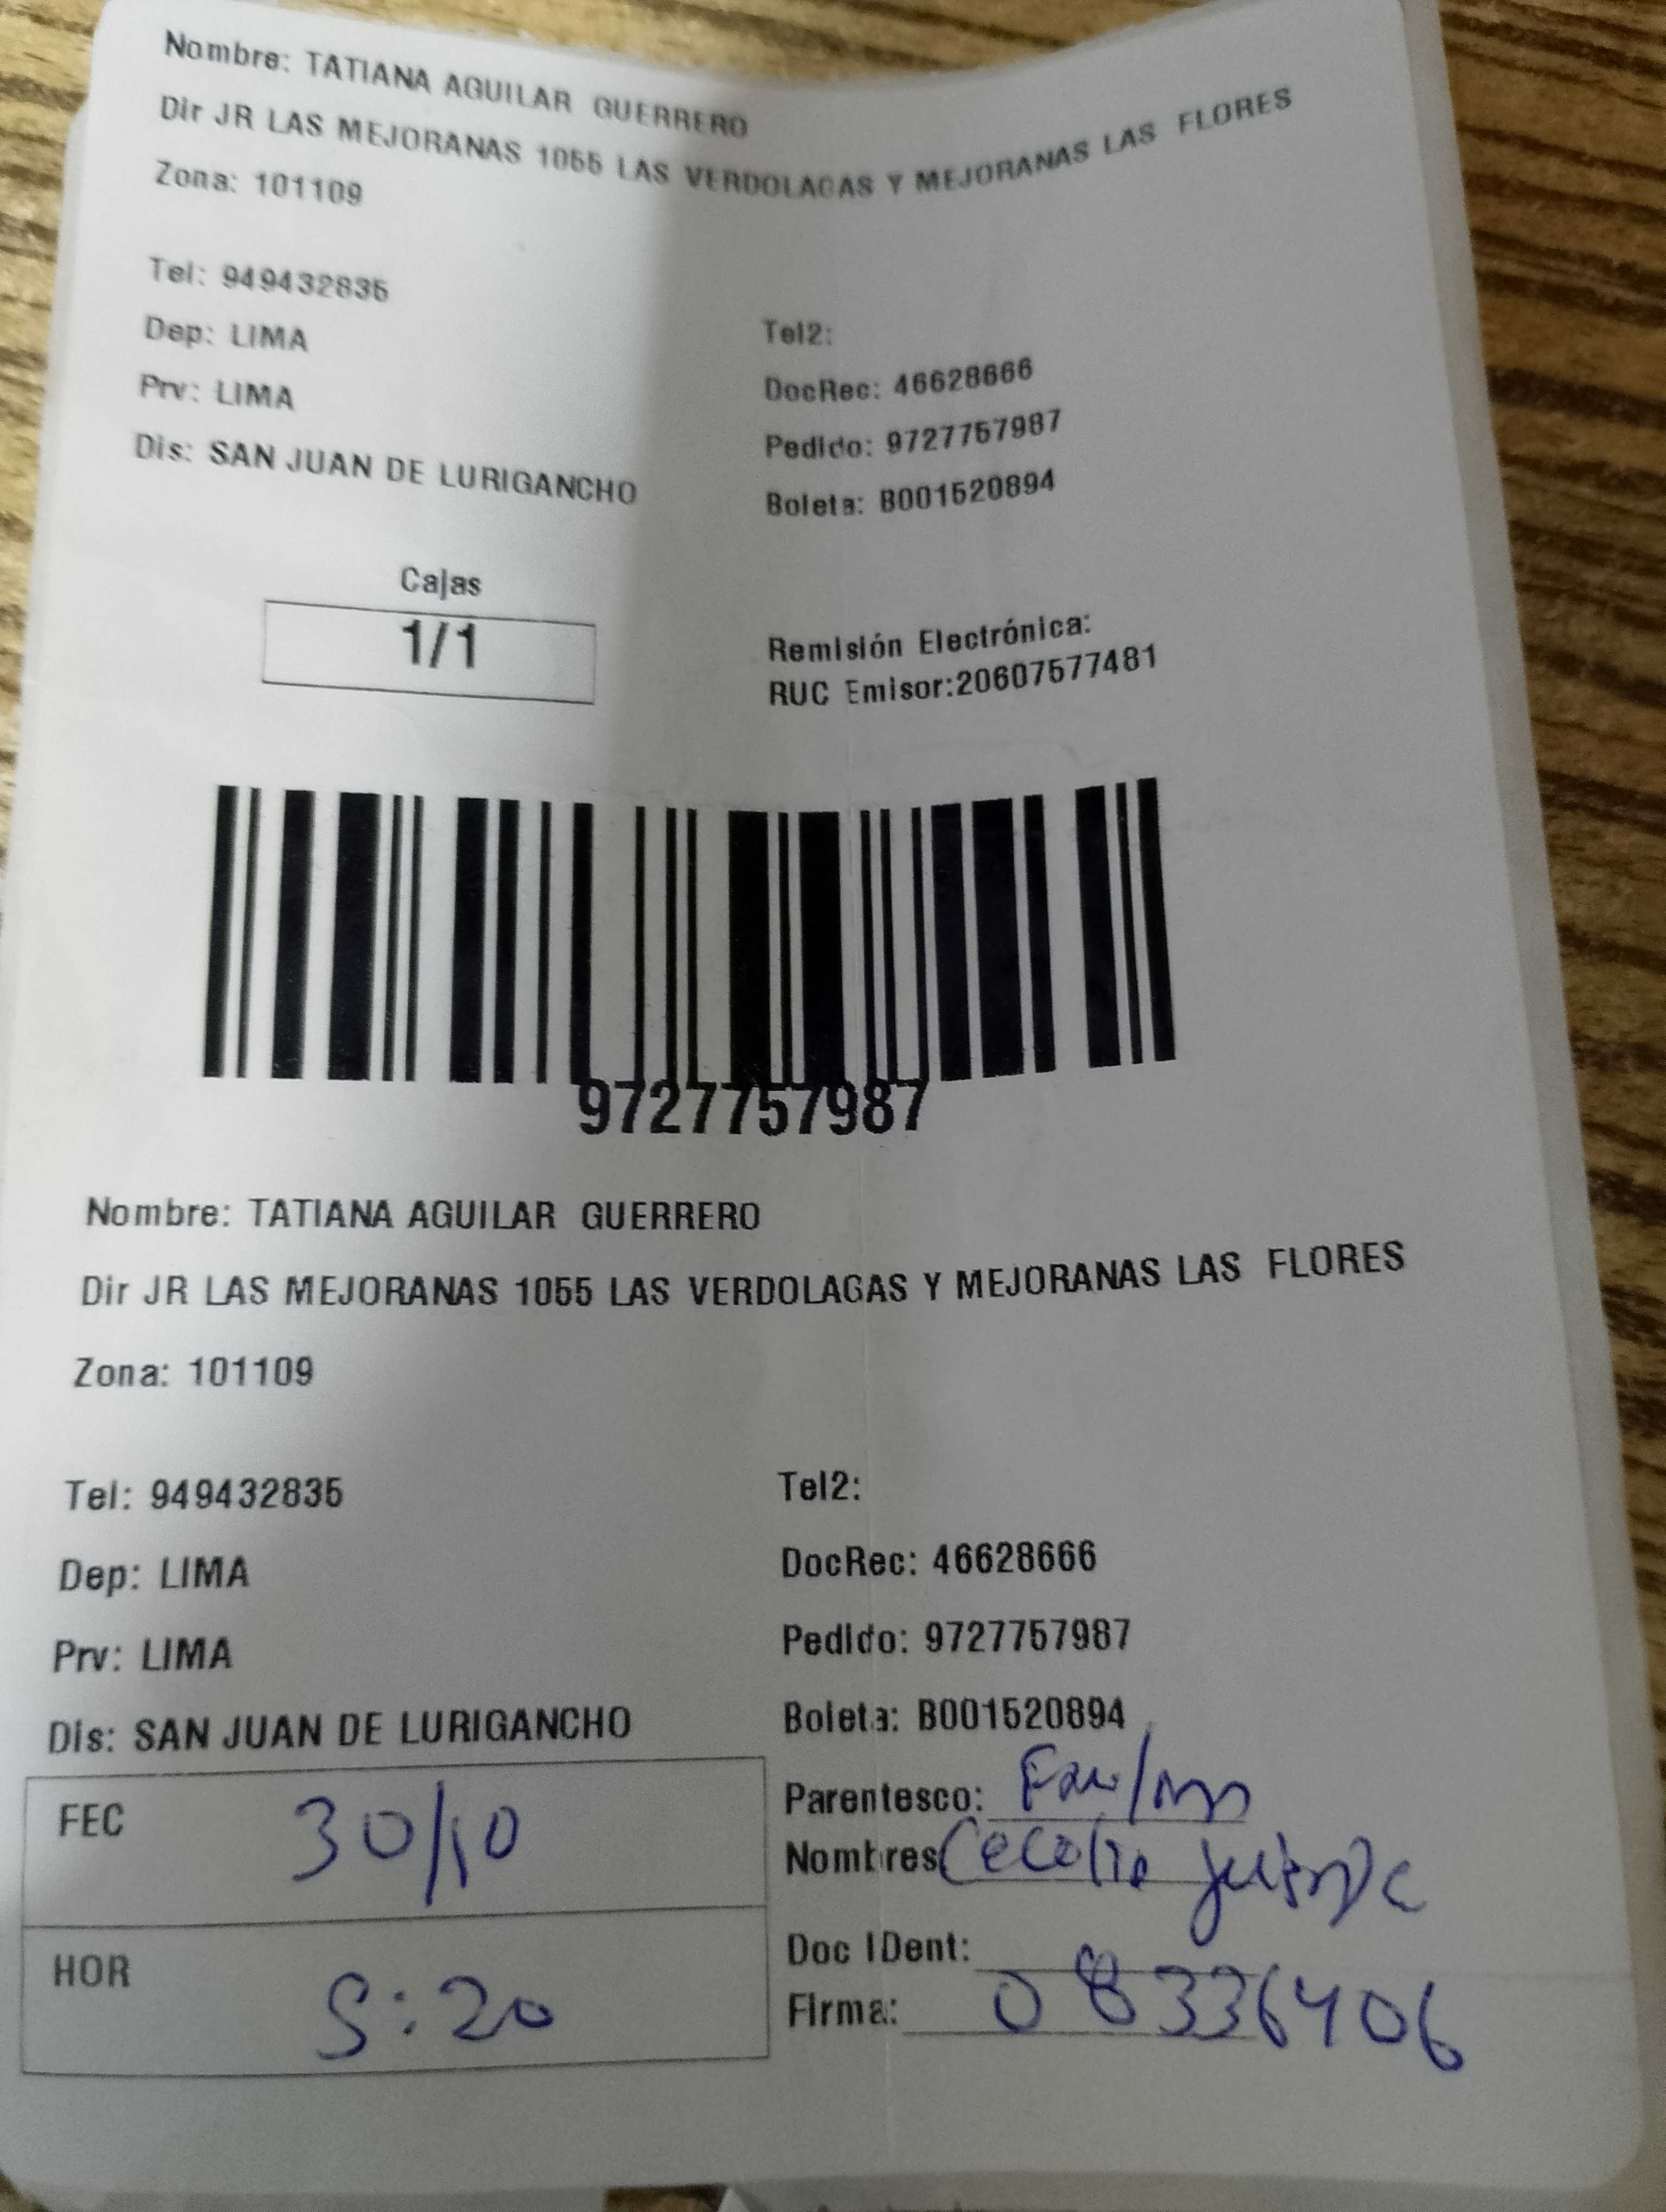 Nombre: TATIANA AGUILAR GUERRERO
Dir JR LAS MEJORANAS 1055 LAS VERDOLAGAS Y MEJORANAS LAS FLORES
Zona: 101109
Tel: 949432835
Tel2:
Dep: LIMA
DocRec: 46628666
Prv: LIMA
Pedido: 9727757987
Dis: SAN JUAN DE LURIGANCHO
Boleta: B001520894
Cajas
1/1
Remisión Electrónica:
RUC Emisor:20607577481
9727757987
Nombre: TATIANA AGUILAR GUERRERO
Dir JR LAS MEJORANAS 1055 LAS VERDOLAGAS Y MEJORANAS LAS FLORES
Zona: 101109
Tel: 949432835
Tel2:
Dep: LIMA
DocRec: 46628666
Prv: LIMA
Pedido: 9727757987
Dis: SAN JUAN DE LURIGANCHO
Boleta: B001520894
FEC 30/10
Parentesco:
Nombres
HOR :20
Doc IDent:
Firma: 08336406